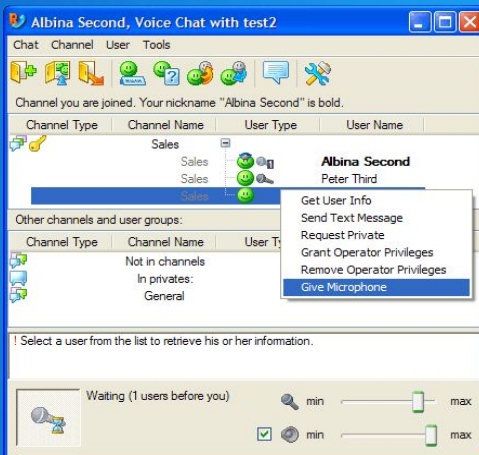 Albina Second, Voice Chat with test2
Chat Channel User Tools
Channel you are joined. Your nickname "Albina Second" is bold.
Channel Type Channel Name User Type User Name
Sales
Sales Albina Second
Sales Peter Third
Sales
Get User Info
Send Text Message
Request Private
Grant Operator Privileges
Remove Operator Privileges
Give Microphone
Other channels and user groups:
Channel Type Channel Name User Ty
Not in channels
In privates:
General
! Select a user from the list to retrieve his or her information.
Waiting (1 users before you)
min max
min max